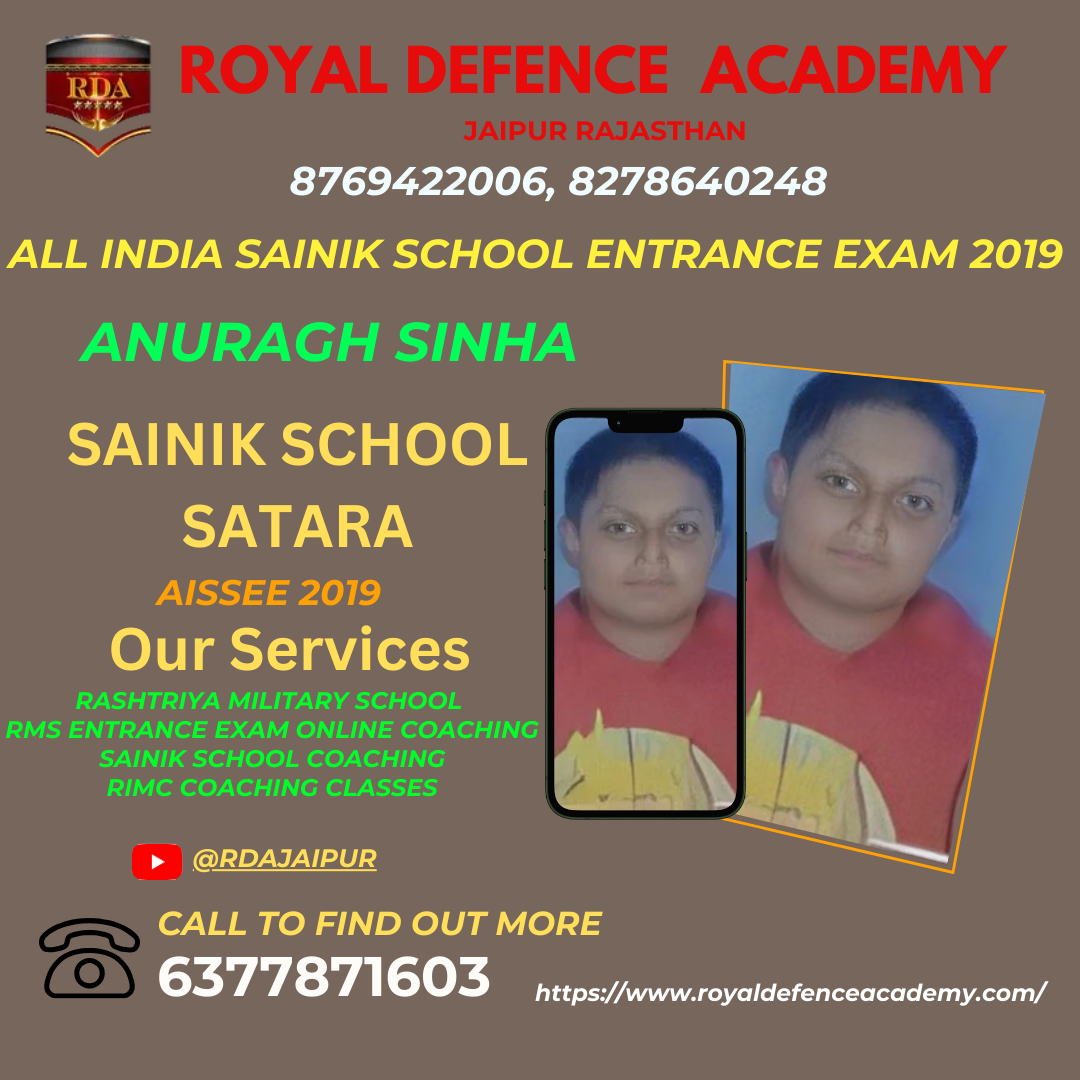 RDA
ROYAL DEFENCE ACADEMY
JAIPUR RAJASTHAN
8769422006, 8278640248
ALL INDIA SAINIK SCHOOL ENTRANCE EXAM 2019
ANURAGH SINHA
SAINIK SCHOOL
SATARA
AISSEE 2019
Our Services
RASHTRIYA MILITARY SCHOOL
RMS ENTRANCE EXAM ONLINE COACHING
SAINIK SCHOOL COACHING
RIMC COACHING CLASSES
@RDAJAIPUR
CALL TO FIND OUT MORE
6377871603
https://www.royaldefenceacademy.com/